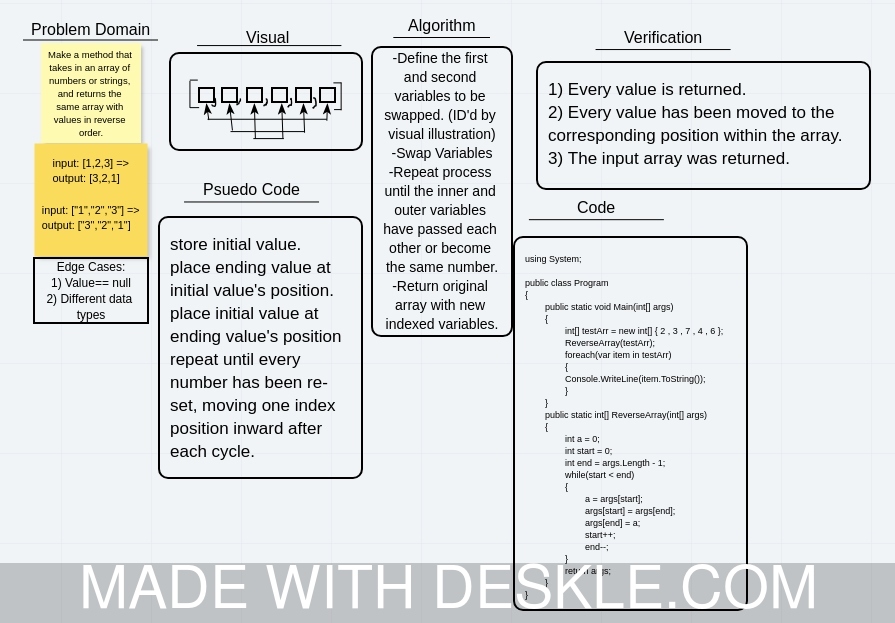 Problem Domain
Make a method that
takes in an array of
numbers or strings,
and returns the
same array with
values in reverse
order.
input: [1,2,3] =>
output: [3,2,1]
input: ["1","2","3"] =>
output: ["3","2","1"]
Edge Cases:
1) Value== null
2) Different data
types
Visual
Psuedo Code
store initial value.
place ending value at
initial value's position.
place initial value at
ending value's position
repeat until every
number has been re-
set, moving one index
position inward after
each cycle.
Algorithm
-Define the first
and second
variables to be
swapped. (ID'd by
visual illustration)
-Swap Variables
-Repeat process
until the inner and
outer variables
have passed each
other or become
the same number.
-Return original
array with new
indexed variables.
Verification
1) Every value is returned.
2) Every value has been moved to the
corresponding position within the array.
3) The input array was returned.
Code
using System;
public class Program
{
public static void Main(int[] args)
{
int[] testArr = new int[] { 2 , 3 , 7 , 4 , 6 };
ReverseArray(testArr);
foreach(var item in testArr)
{
Console.WriteLine(item.ToString());
}
}
public static int[] ReverseArray(int[] args)
{
int a = 0;
int start = 0;
int end = args.Length - 1;
while(start < end)
{
a = args[start];
args[start] = args[end];
args[end] = a;
start++;
end--;
}
return args;
}
}
MADE WITH DESKLE.COM